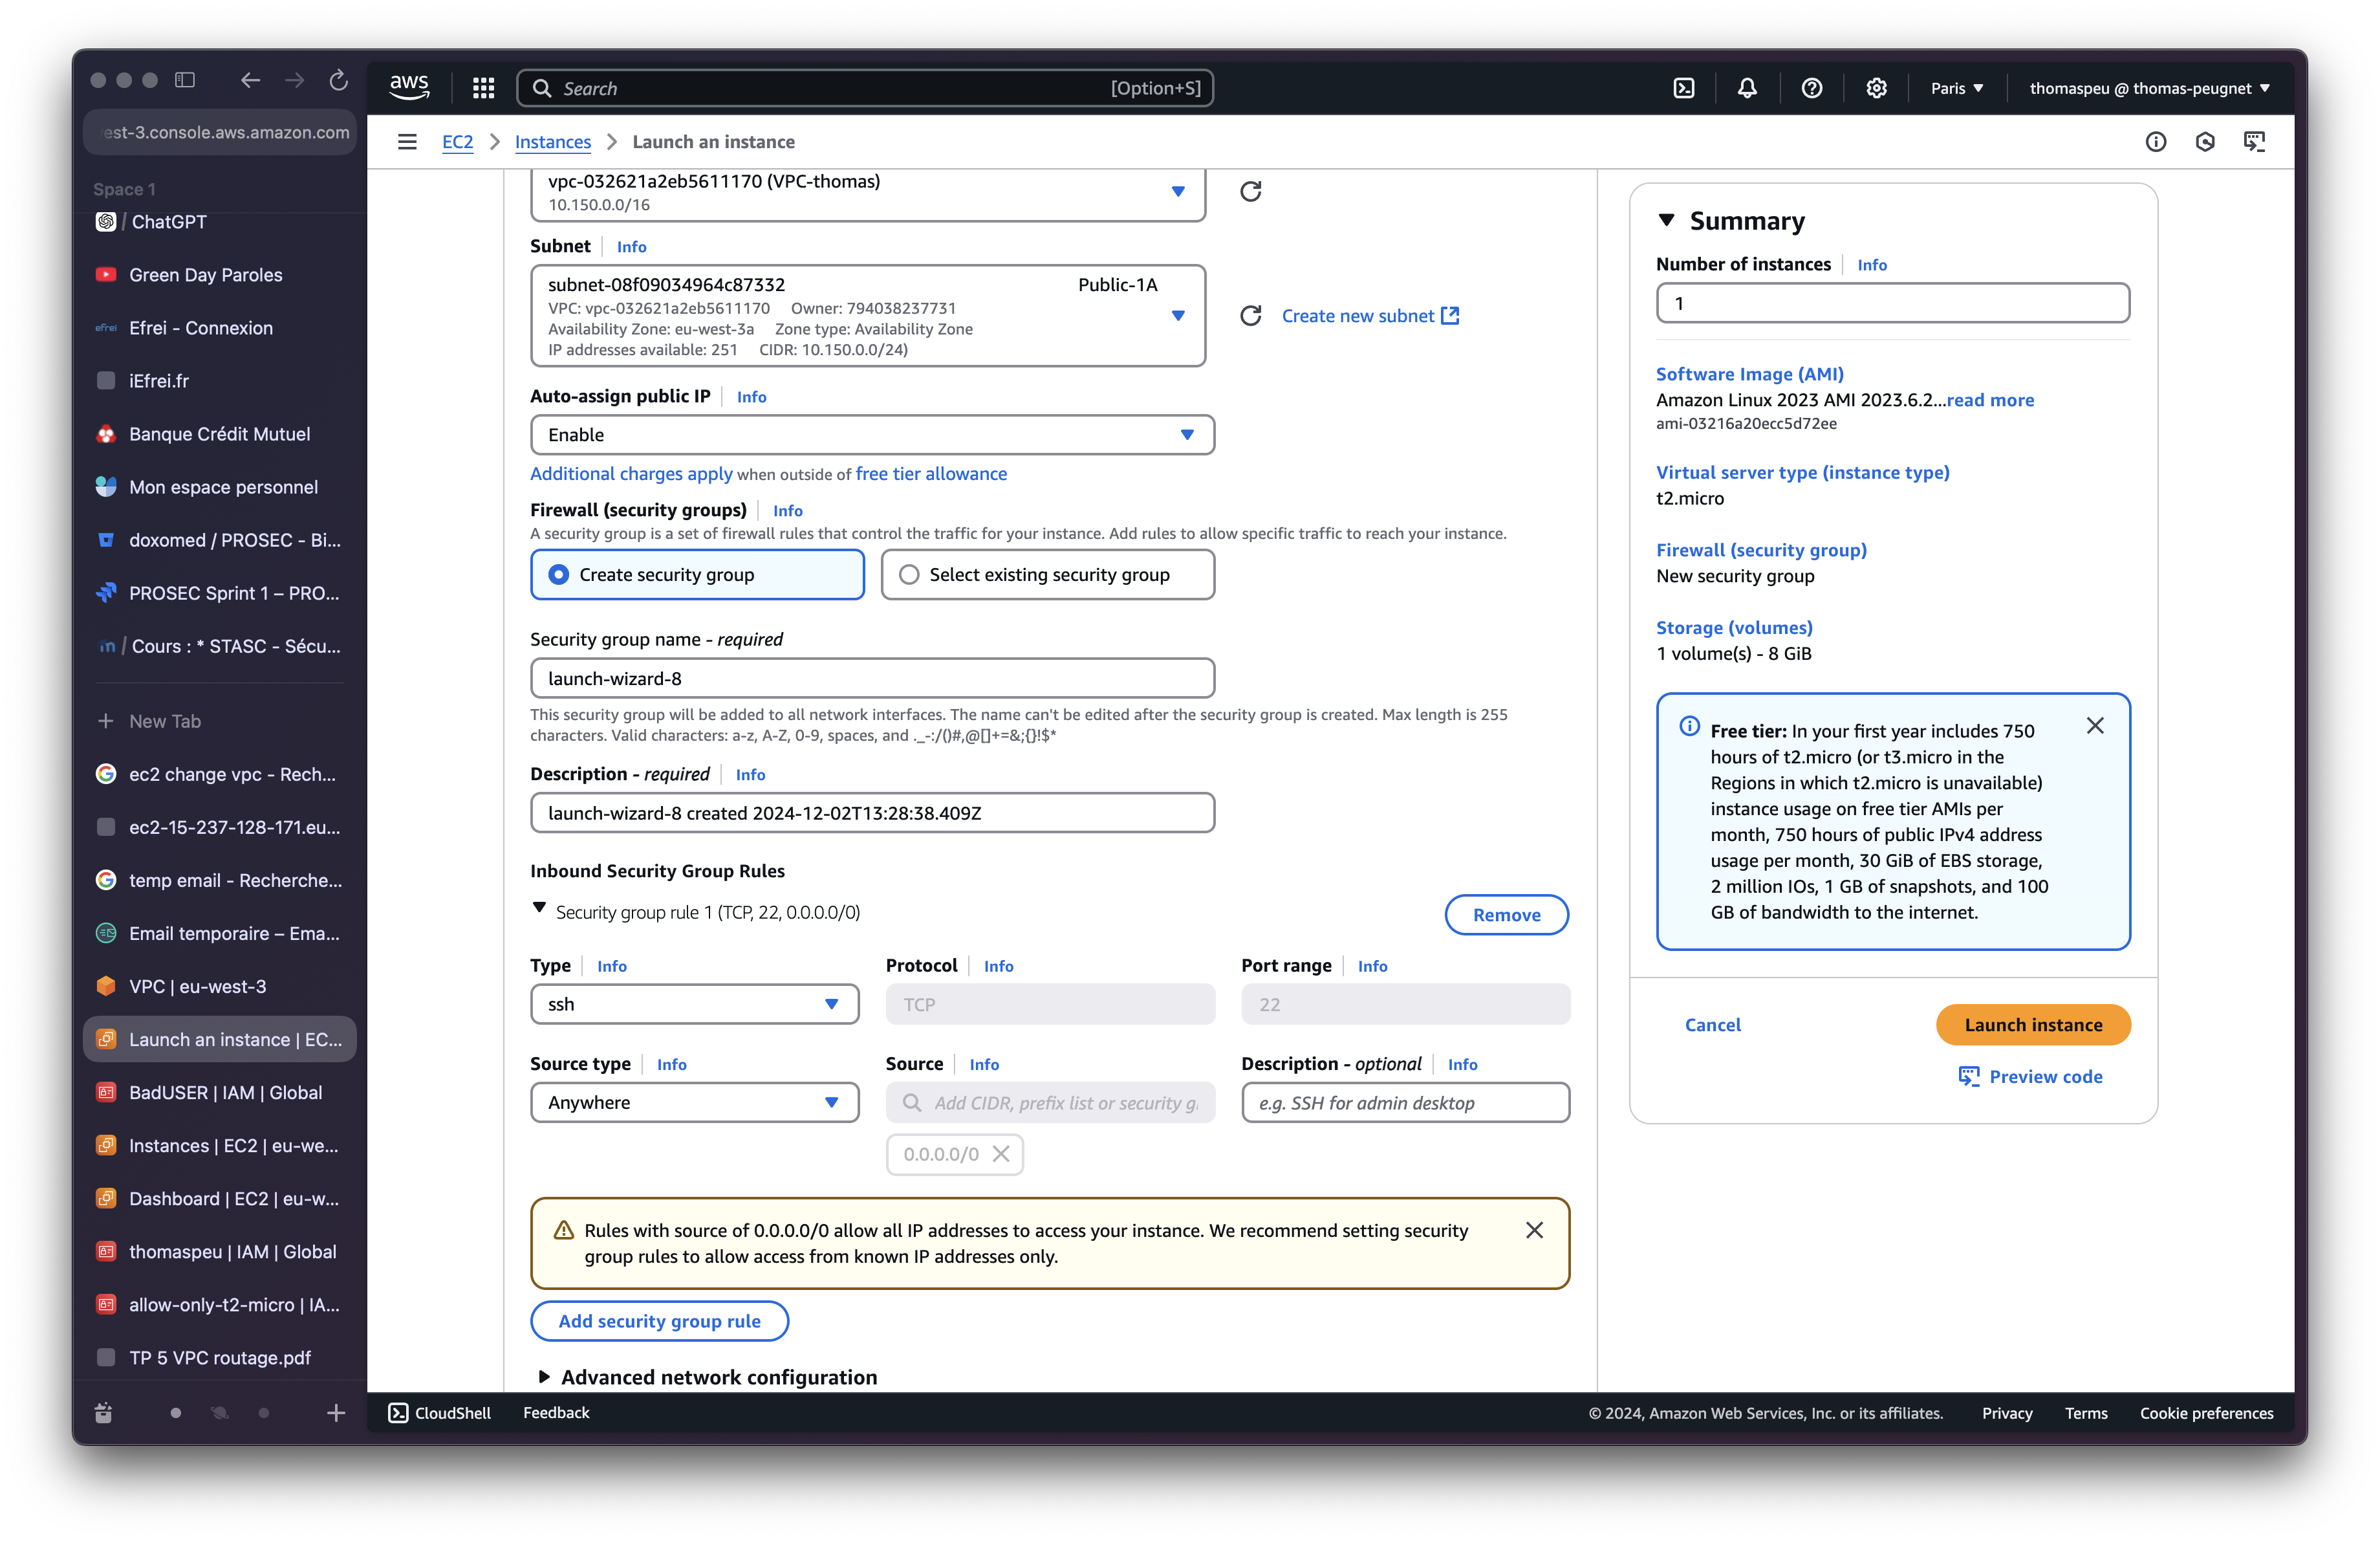 aws
Search
[Option+S]
Paris
thomaspeu @ thomas-peugnet
est-3.console.aws.amazon.com
Space 1
/ ChatGPT
Green Day Paroles
efrei
Efrei - Connexion
iEfrei.fr
Banque Crédit Mutuel
Mon espace personnel
doxomed / PROSEC - Bi...
PROSEC Sprint 1 – PRO...
/ Cours : * STASC - Sécu...
New Tab
ec2 change vpc - Rech...
ec2-15-237-128-171.eu...
temp email - Recherche...
Email temporaire – Ema...
VPC | eu-west-3
Launch an instance | EC...
BadUSER | IAM | Global
Instances | EC2 | eu-we...
Dashboard | EC2 | eu-w...
thomaspeu | IAM | Global
allow-only-t2-micro | IA...
TP 5 VPC routage.pdf
EC2 > Instances > Launch an instance
vpc-032621a2eb5611170 (VPC-thomas)
10.150.0.0/16
Subnet Info
subnet-08f09034964c87332 Public-1A
VPC: vpc-032621a2eb5611170 Owner: 794038237731
Availability Zone: eu-west-3a Zone type: Availability Zone
IP addresses available: 251 CIDR: 10.150.0.0/24)
Create new subnet
Auto-assign public IP Info
Enable
Additional charges apply when outside of free tier allowance
Firewall (security groups) Info
A security group is a set of firewall rules that control the traffic for your instance. Add rules to allow specific traffic to reach your instance.
Create security group
Select existing security group
Security group name - required
launch-wizard-8
This security group will be added to all network interfaces. The name can't be edited after the security group is created. Max length is 255
characters. Valid characters: a-z, A-Z, 0-9, spaces, and ._-:/()#,@[]+=&;{}!$*
Description - required Info
launch-wizard-8 created 2024-12-02T13:28:38.409Z
Inbound Security Group Rules
Security group rule 1 (TCP, 22, 0.0.0.0/0)
Remove
Type Info
Protocol Info
Port range Info
ssh
TCP
22
Source type Info
Source Info
Description - optional Info
Anywhere
Add CIDR, prefix list or security g
e.g. SSH for admin desktop
0.0.0.0/0
Rules with source of 0.0.0.0/0 allow all IP addresses to access your instance. We recommend setting security
group rules to allow access from known IP addresses only.
Add security group rule
Advanced network configuration
Summary
Number of instances Info
1
Software Image (AMI)
Amazon Linux 2023 AMI 2023.6.2...read more
ami-03216a20ecc5d72ee
Virtual server type (instance type)
t2.micro
Firewall (security group)
New security group
Storage (volumes)
1 volume(s) - 8 GiB
Free tier: In your first year includes 750
hours of t2.micro (or t3.micro in the
Regions in which t2.micro is unavailable)
instance usage on free tier AMIs per
month, 750 hours of public IPv4 address
usage per month, 30 GiB of EBS storage,
2 million IOs, 1 GB of snapshots, and 100
GB of bandwidth to the internet.
Cancel
Launch instance
Preview code
CloudShell
Feedback
© 2024, Amazon Web Services, Inc. or its affiliates.
Privacy
Terms
Cookie preferences